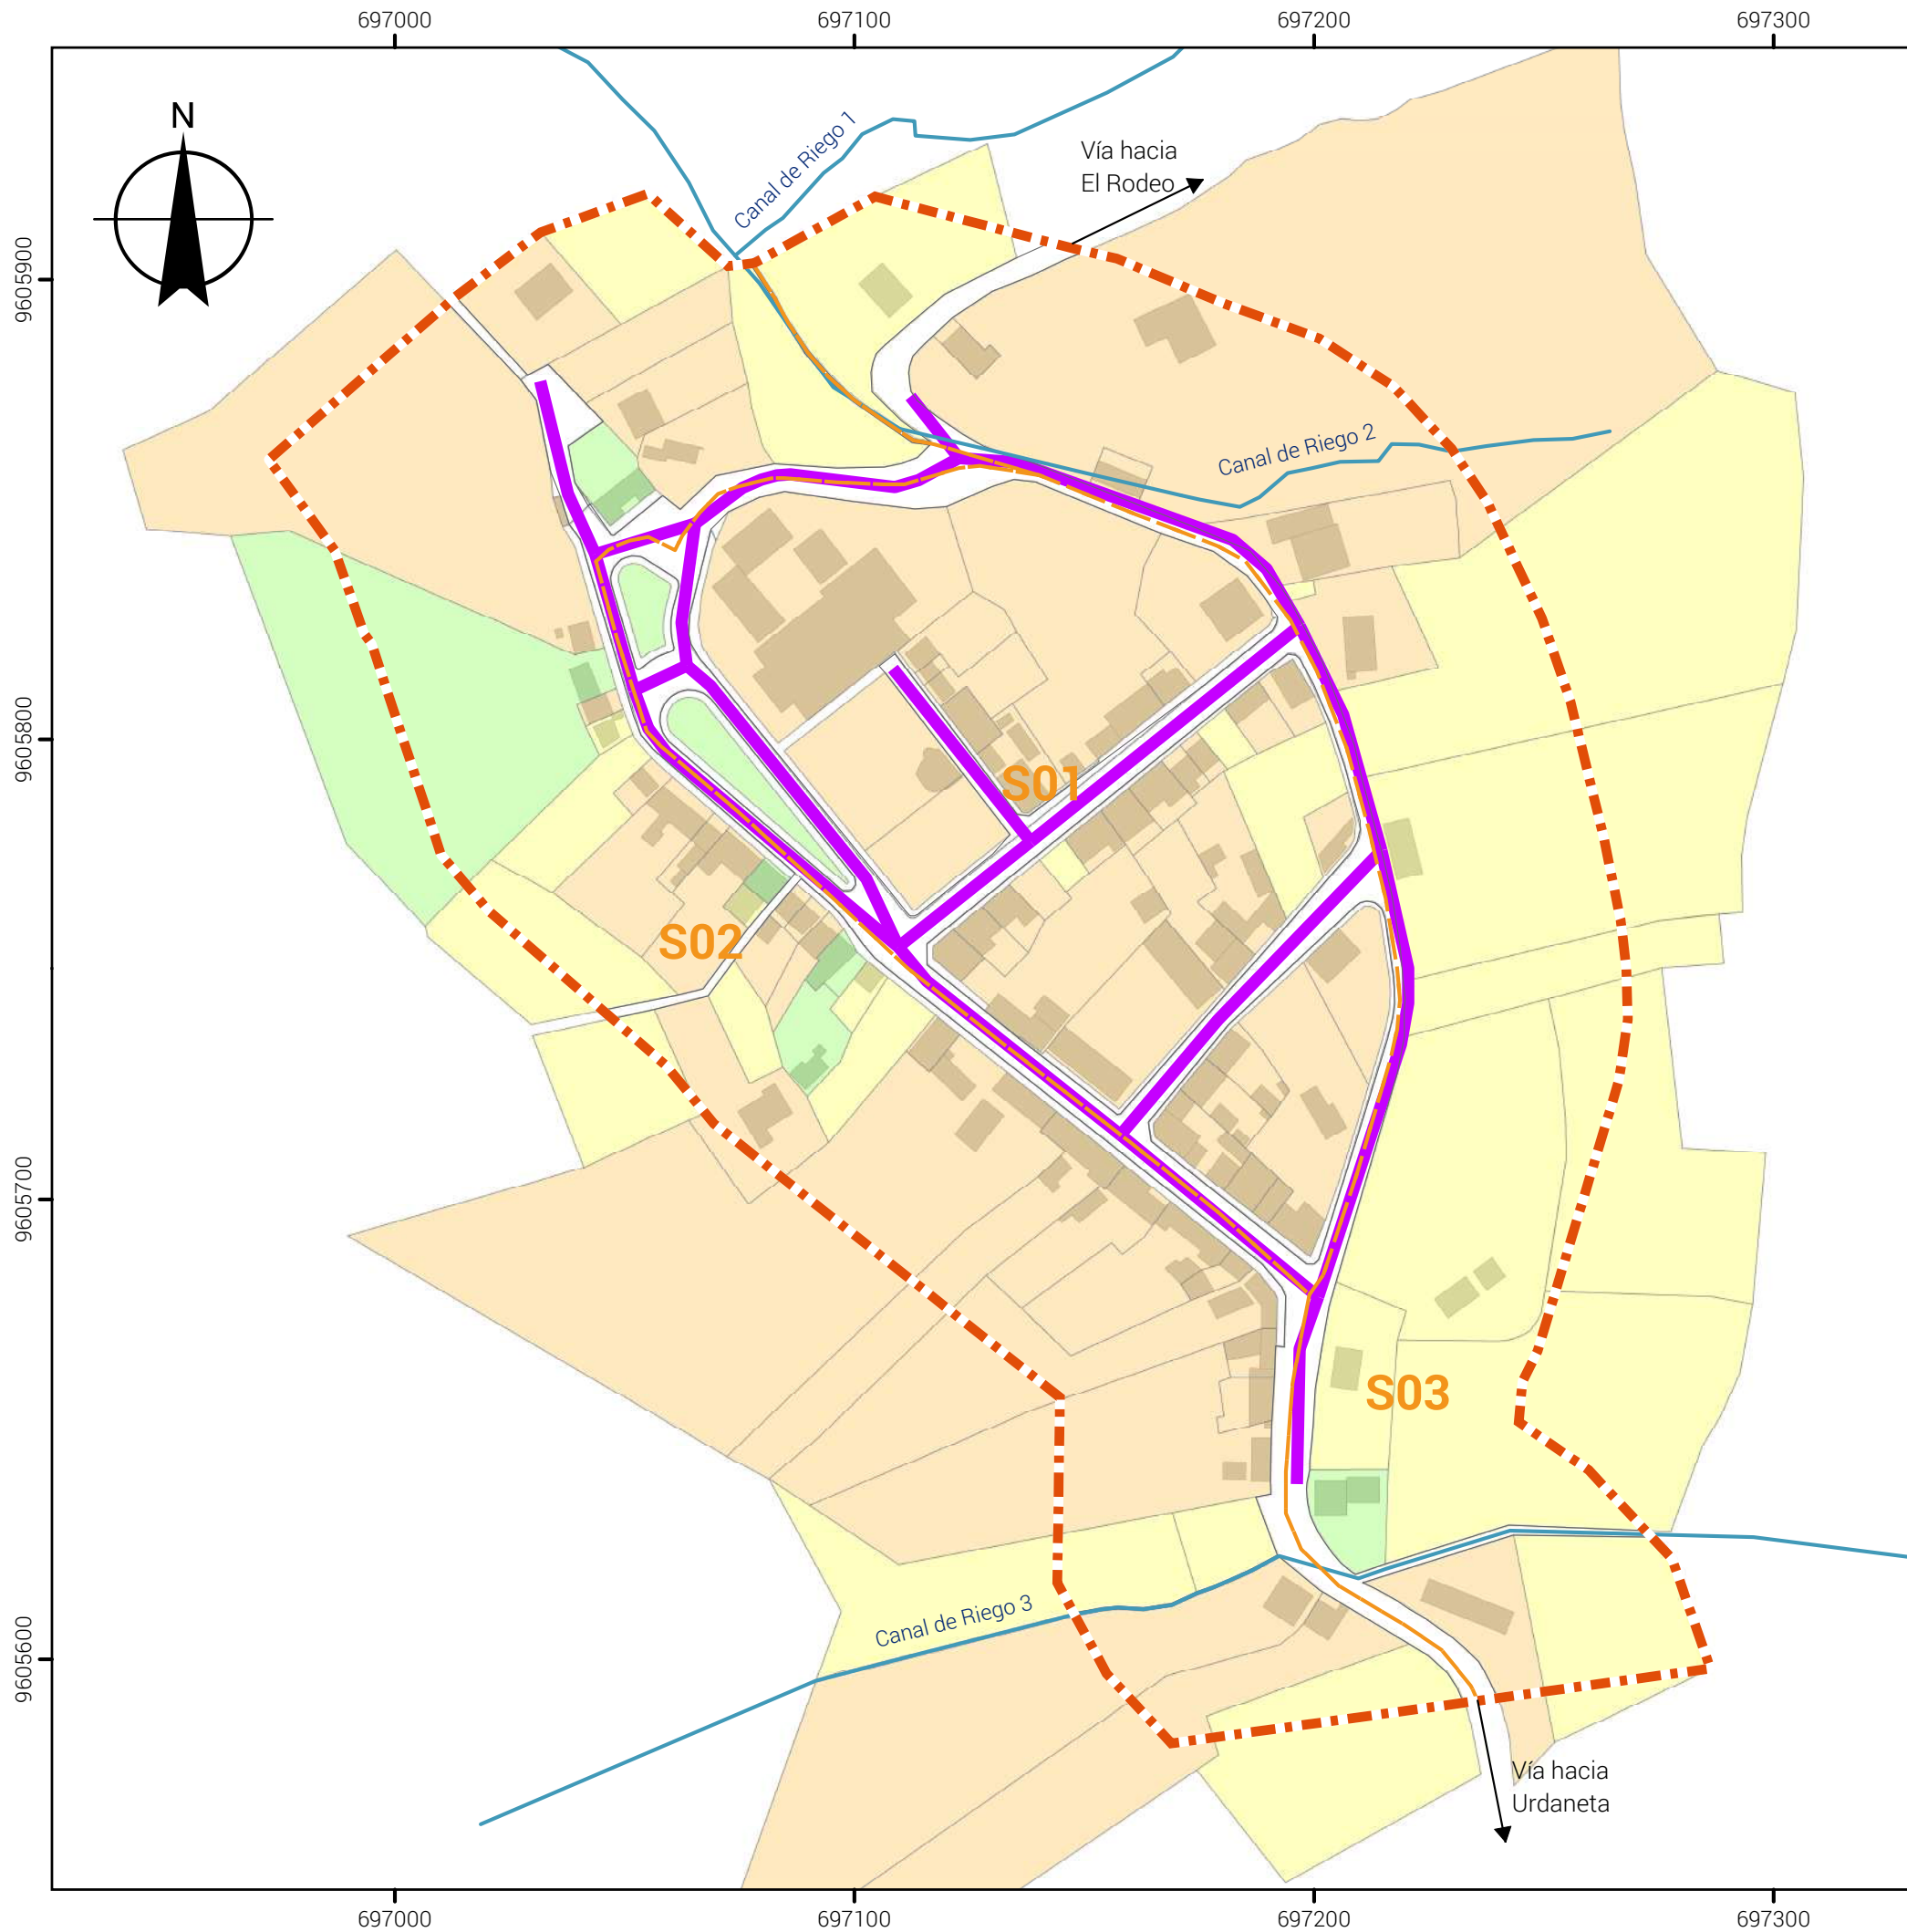 697000
697100
697200
697300
N
Canal de Riego 1
Vía hacia
El Rodeo
9605900
Canal de Riego 2
9605800
S01
S02
9605700
S03
Canal de Riego 3
9605600
Vía hacia
Urdaneta
697000
697100
697200
697300